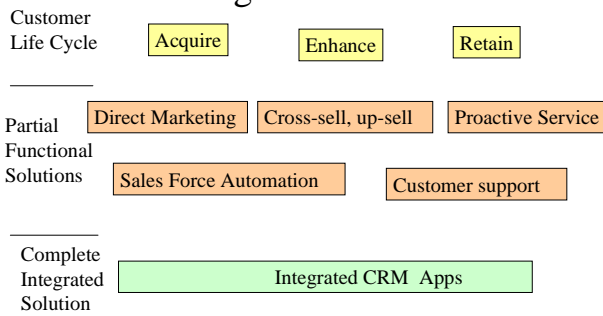 Customer
Life Cycle
Acquire
Enhance
Retain
Partial
Functional
Solutions
Direct Marketing
Cross-sell, up-sell
Proactive Service
Sales Force Automation
Customer support
Complete
Integrated
Solution
Integrated CRM Apps